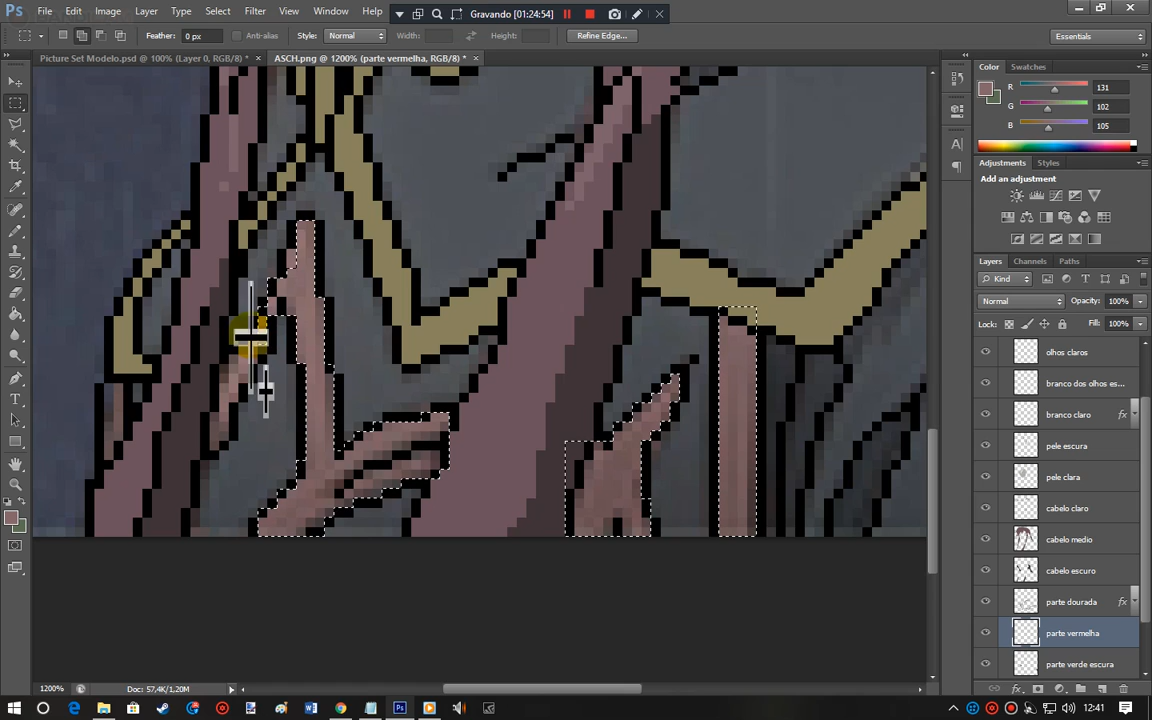 Ps File Edit Image Layer Type Select Filter View Window Help Gravando [01:24:54]
Feather: 0 px Anti-alias Style: Normal Width: Height: Refine Edge... Essentials
Picture Set Modelo.psd @ 100% (Layer 0, RGB/8) * × ASCH.png @ 1200% (parte vermelha, RGB/8) * ×
Color Swatches
R 131
G 102
B 105
Adjustments Styles
Add an adjustment
Layers Channels Paths
Kind
Normal Opacity: 100%
Lock: Fill: 100%
olhos claros
branco dos olhos es...
branco claro fx
pele escura
pele clara
cabelo claro
cabelo medio
cabelo escuro
parte dourada fx
parte vermelha
parte verde escura
1200% Doc: 57,4K/1,20M
12:41